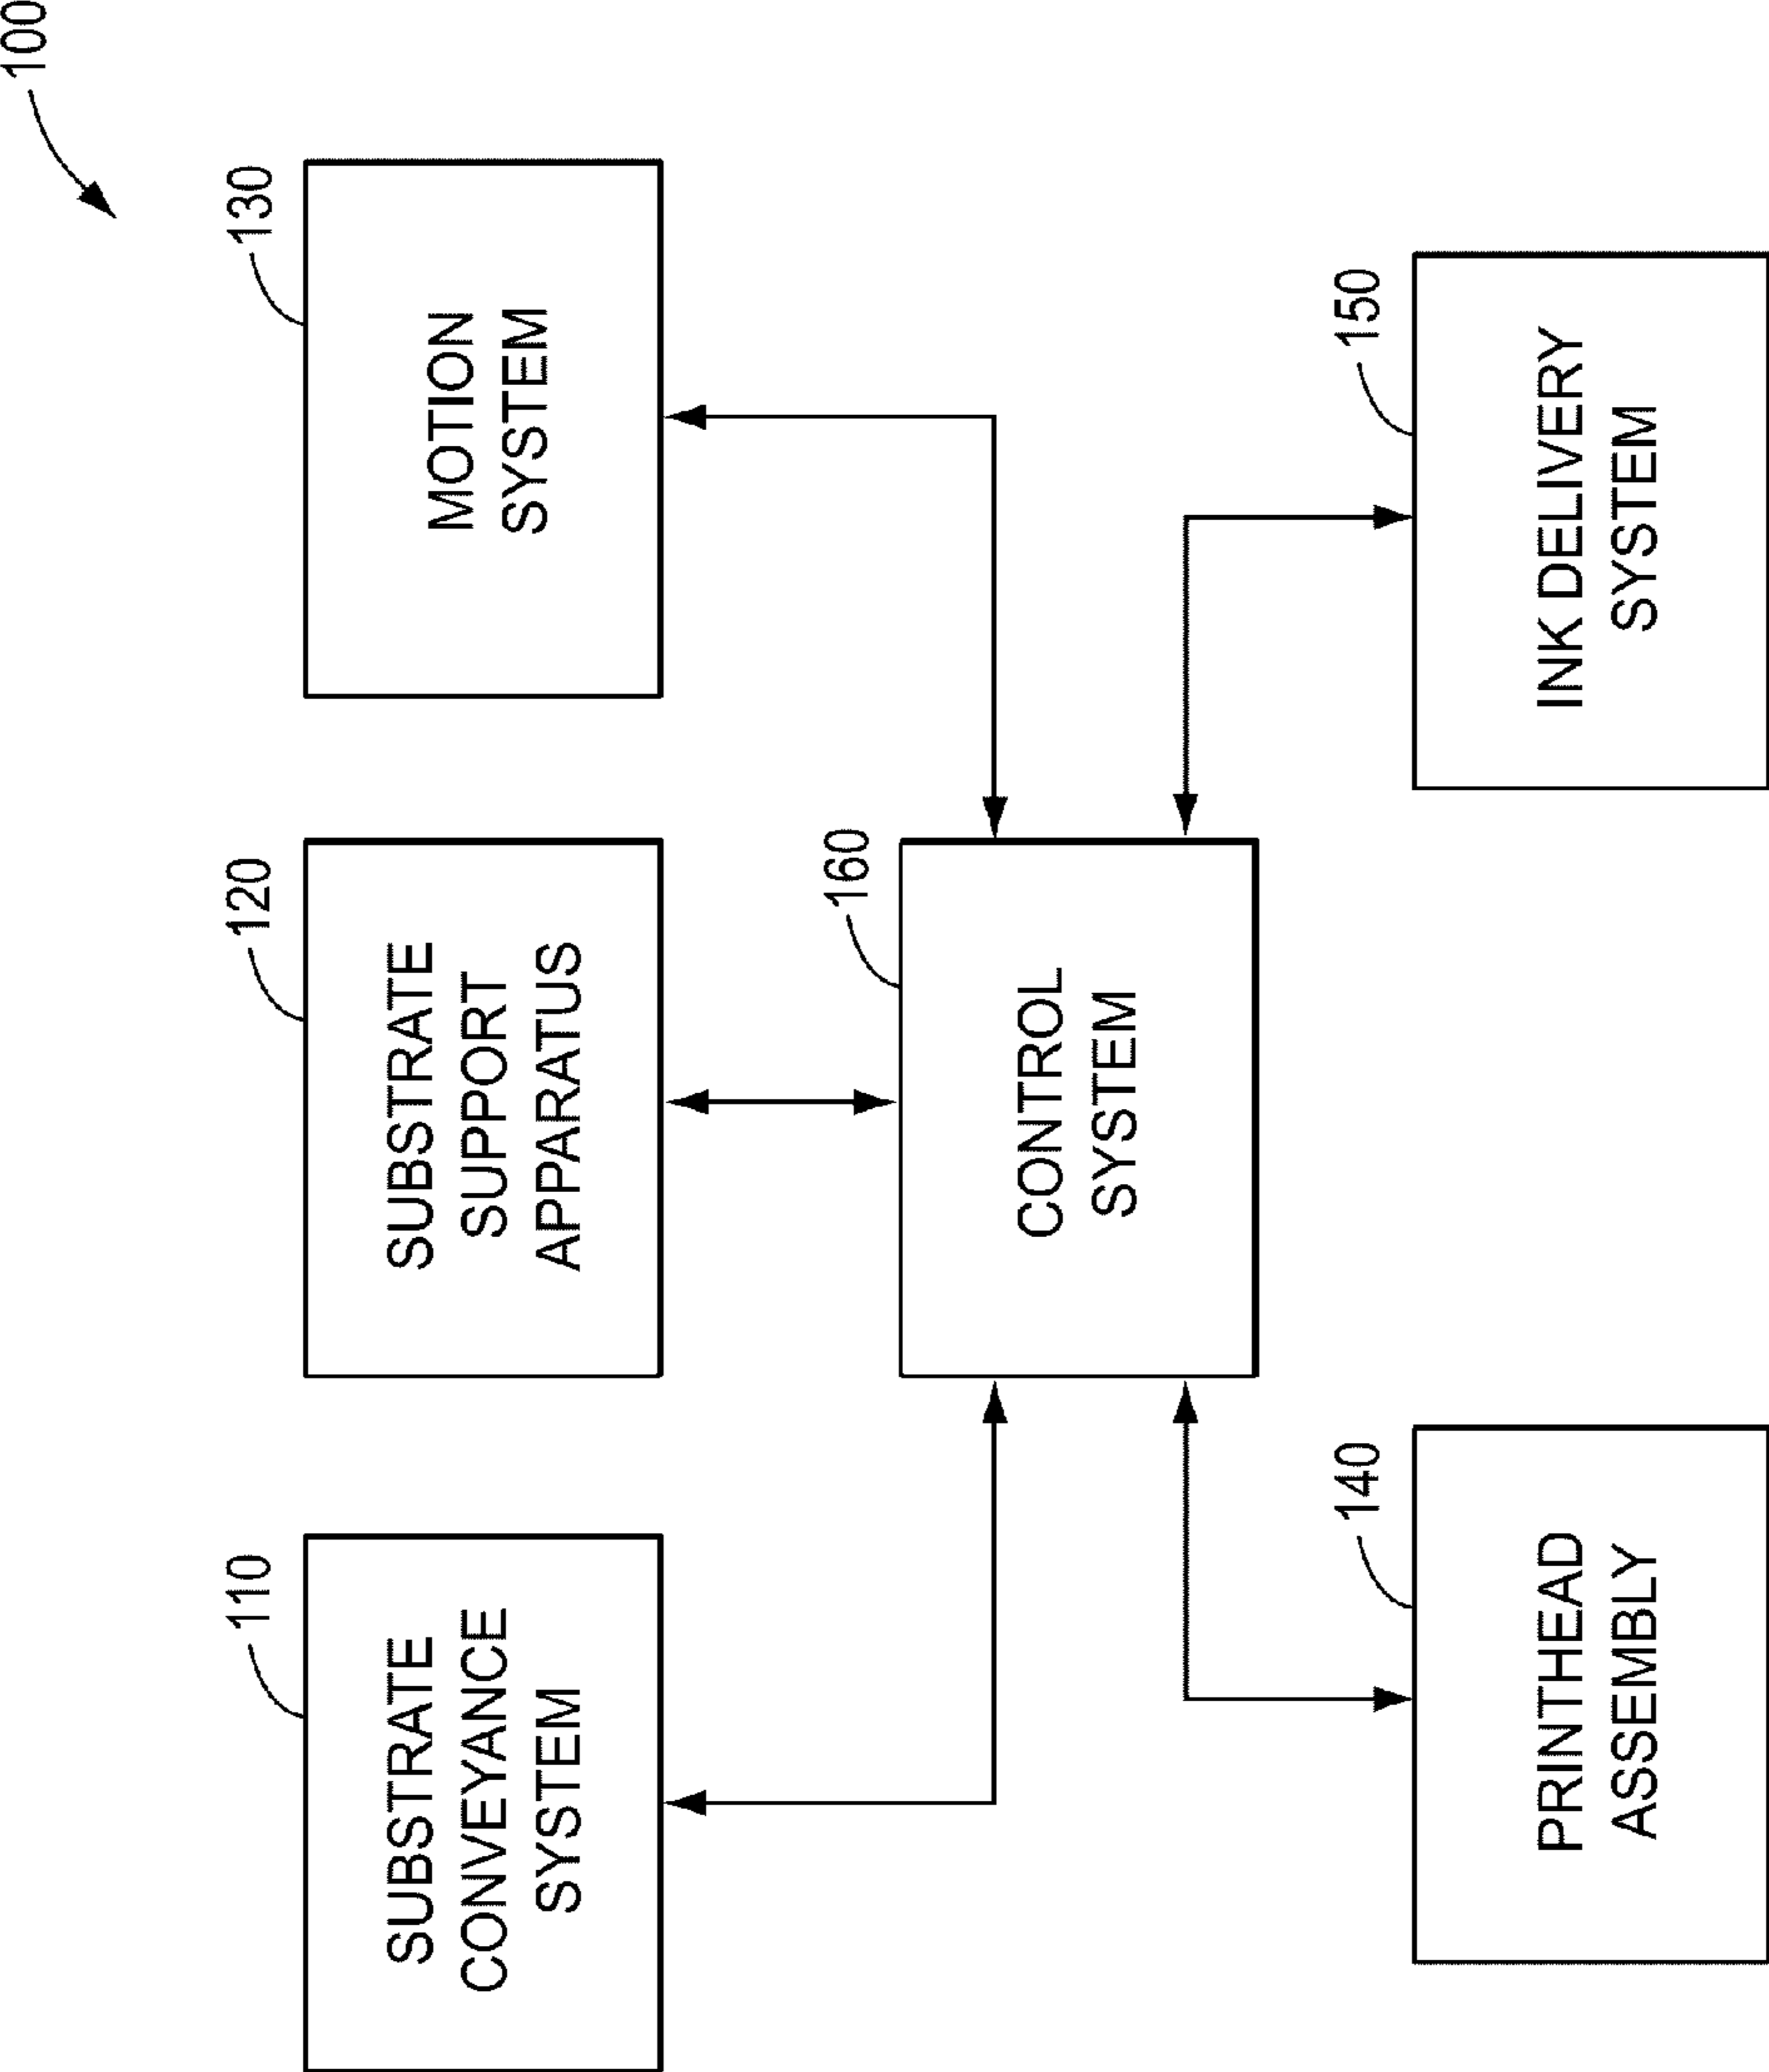 100
110
SUBSTRATE
CONVEYANCE
SYSTEM
120
SUBSTRATE
SUPPORT
APPARATUS
130
MOTION
SYSTEM
160
CONTROL
SYSTEM
140
PRINTHEAD
ASSEMBLY
150
INK DELIVERY
SYSTEM